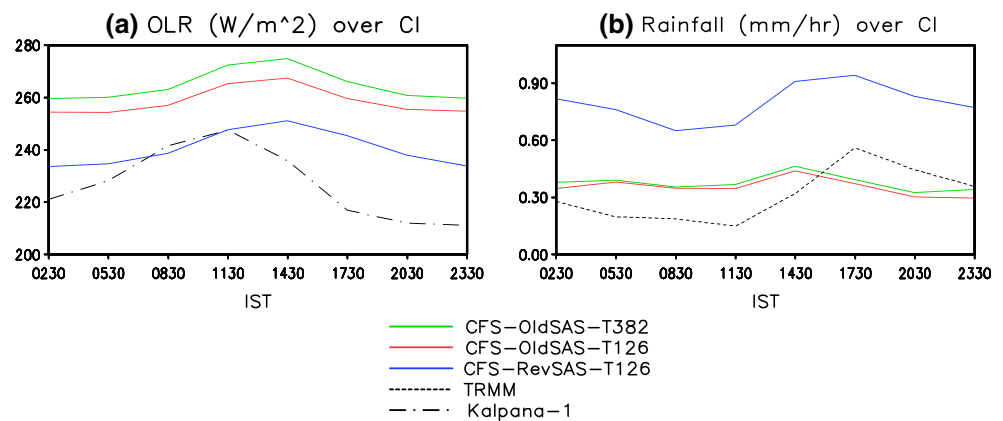 (a) OLR (W/m^2) over CI
280
260
240
220
200
0230 0530 0830 1130 1430 1730 2030 2330
IST
(b) Rainfall (mm/hr) over CI
0.90
0.60
0.30
0.00
0230 0530 0830 1130 1430 1730 2030 2330
IST
CFS-OldSAS-T382
CFS-OldSAS-T126
CFS-RevSAS-T126
TRMM
Kalpana-1